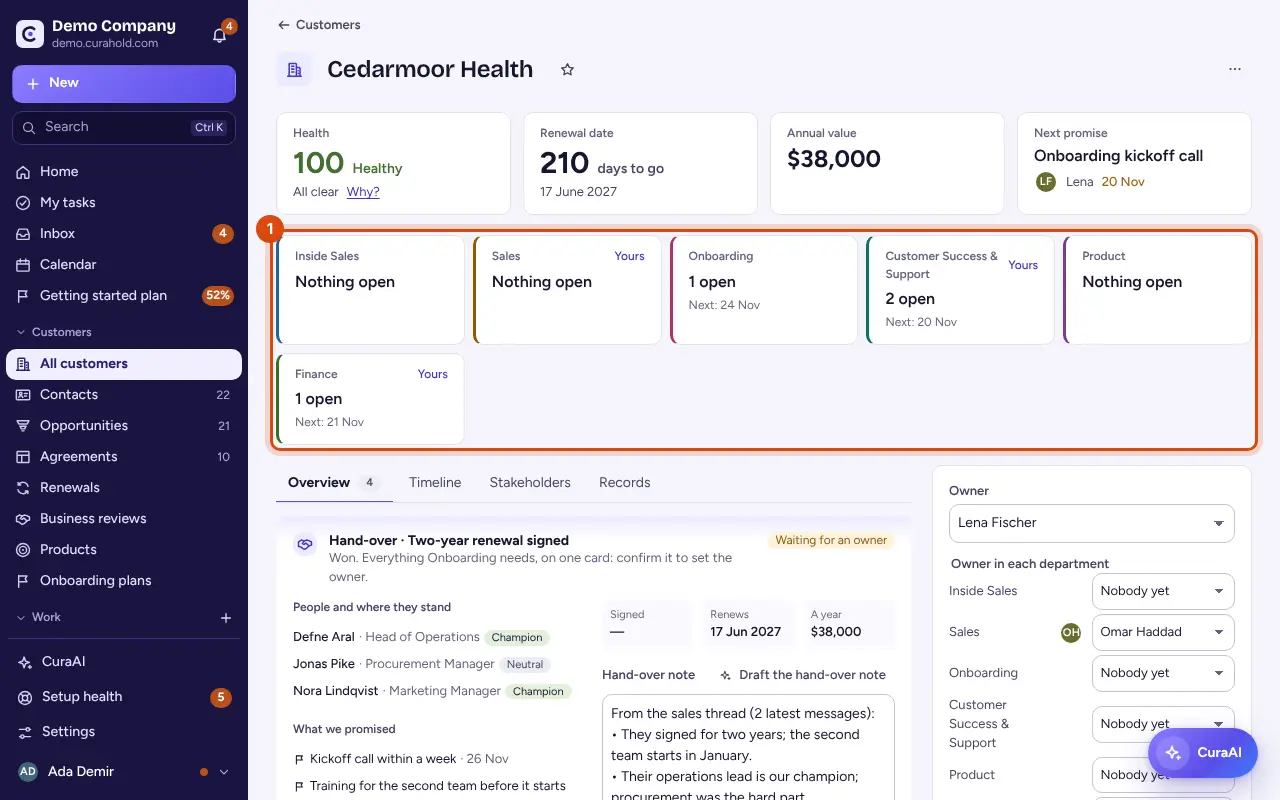 Demo Company
demo.curahold.com
4
New
Search
Ctrl K
Home
My tasks
Inbox
4
Calendar
Getting started plan
52%
Customers
All customers
Contacts
22
Opportunities
21
Agreements
10
Renewals
Business reviews
Products
Onboarding plans
Work
CuraAI
Setup health
5
Settings
AD
Ada Demir
← Customers
Cedarmoor Health
Health
100 Healthy
All clear Why?
Renewal date
210 days to go
17 June 2027
Annual value
$38,000
Next promise
Onboarding kickoff call
LF Lena 20 Nov
1
Inside Sales
Nothing open
Sales
Yours
Nothing open
Onboarding
1 open
Next: 24 Nov
Customer Success &
Support
Yours
2 open
Next: 20 Nov
Product
Nothing open
Finance
Yours
1 open
Next: 21 Nov
Overview 4
Timeline
Stakeholders
Records
Hand-over · Two-year renewal signed
Waiting for an owner
Won. Everything Onboarding needs, on one card: confirm it to set the
owner.
People and where they stand
Defne Aral · Head of Operations Champion
Jonas Pike · Procurement Manager Neutral
Nora Lindqvist · Marketing Manager Champion
What we promised
Kickoff call within a week · 26 Nov
Training for the second team before it starts
Signed
—
Renews
17 Jun 2027
A year
$38,000
Hand-over note
Draft the hand-over note
From the sales thread (2 latest messages):
• They signed for two years; the second
team starts in January.
• Their operations lead is our champion;
procurement was the hard part.
Owner
Lena Fischer
Owner in each department
Inside Sales
Nobody yet
Sales
OH
Omar Haddad
Onboarding
Nobody yet
Customer
Success &
Support
Nobody yet
Product
Nobody yet
CuraAI